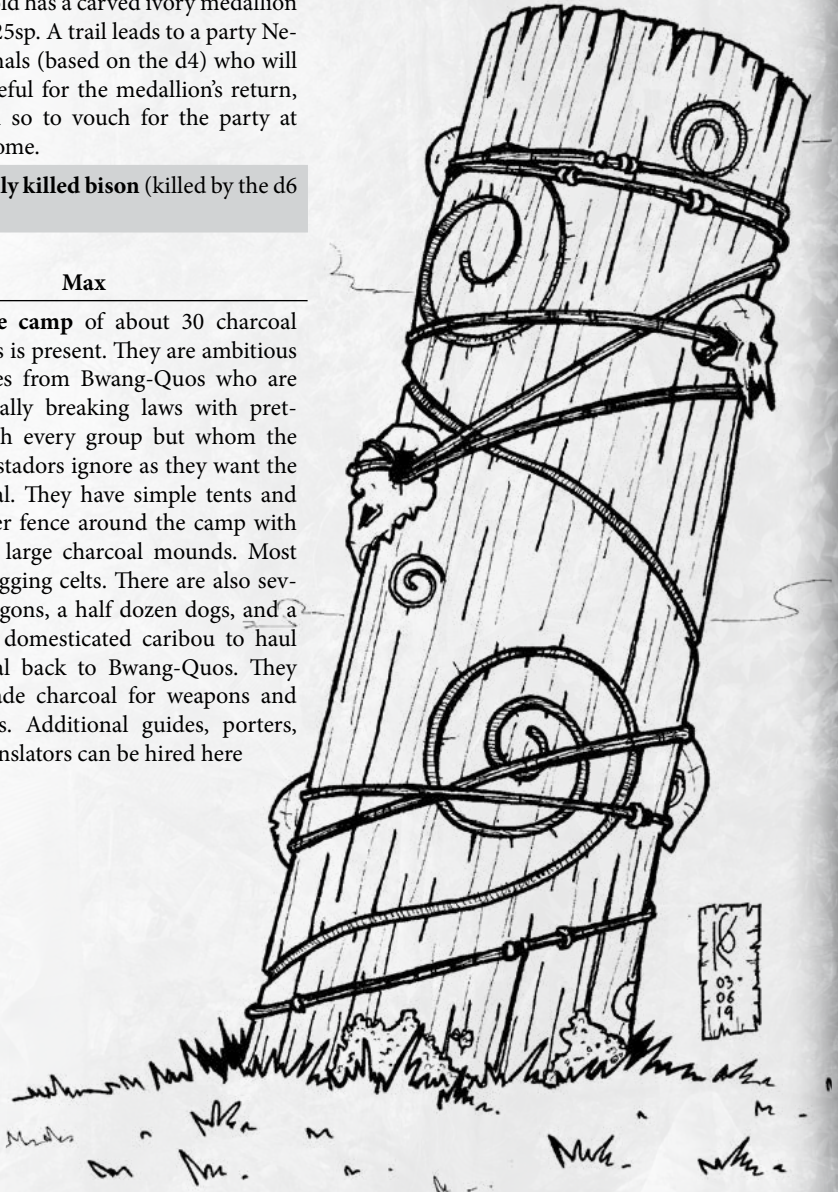 old has a carved ivory medallion
25sp. A trail leads to a party Ne-
nals (based on the d4) who will
eful for the medallion's return,
so to vouch for the party at
ome.
ly killed bison (killed by the d6
Max
e camp of about 30 charcoal
s is present. They are ambitious
es from Bwang-Quos who are
ally breaking laws with pret-
h every group but whom the
stadors ignore as they want the
al. They have simple tents and
er fence around the camp with
large charcoal mounds. Most
gging celts. There are also sev-
gons, a half dozen dogs, and a
domesticated caribou to haul
al back to Bwang-Quos. They
ade charcoal for weapons and
s. Additional guides, porters,
nslators can be hired here
03
06
19